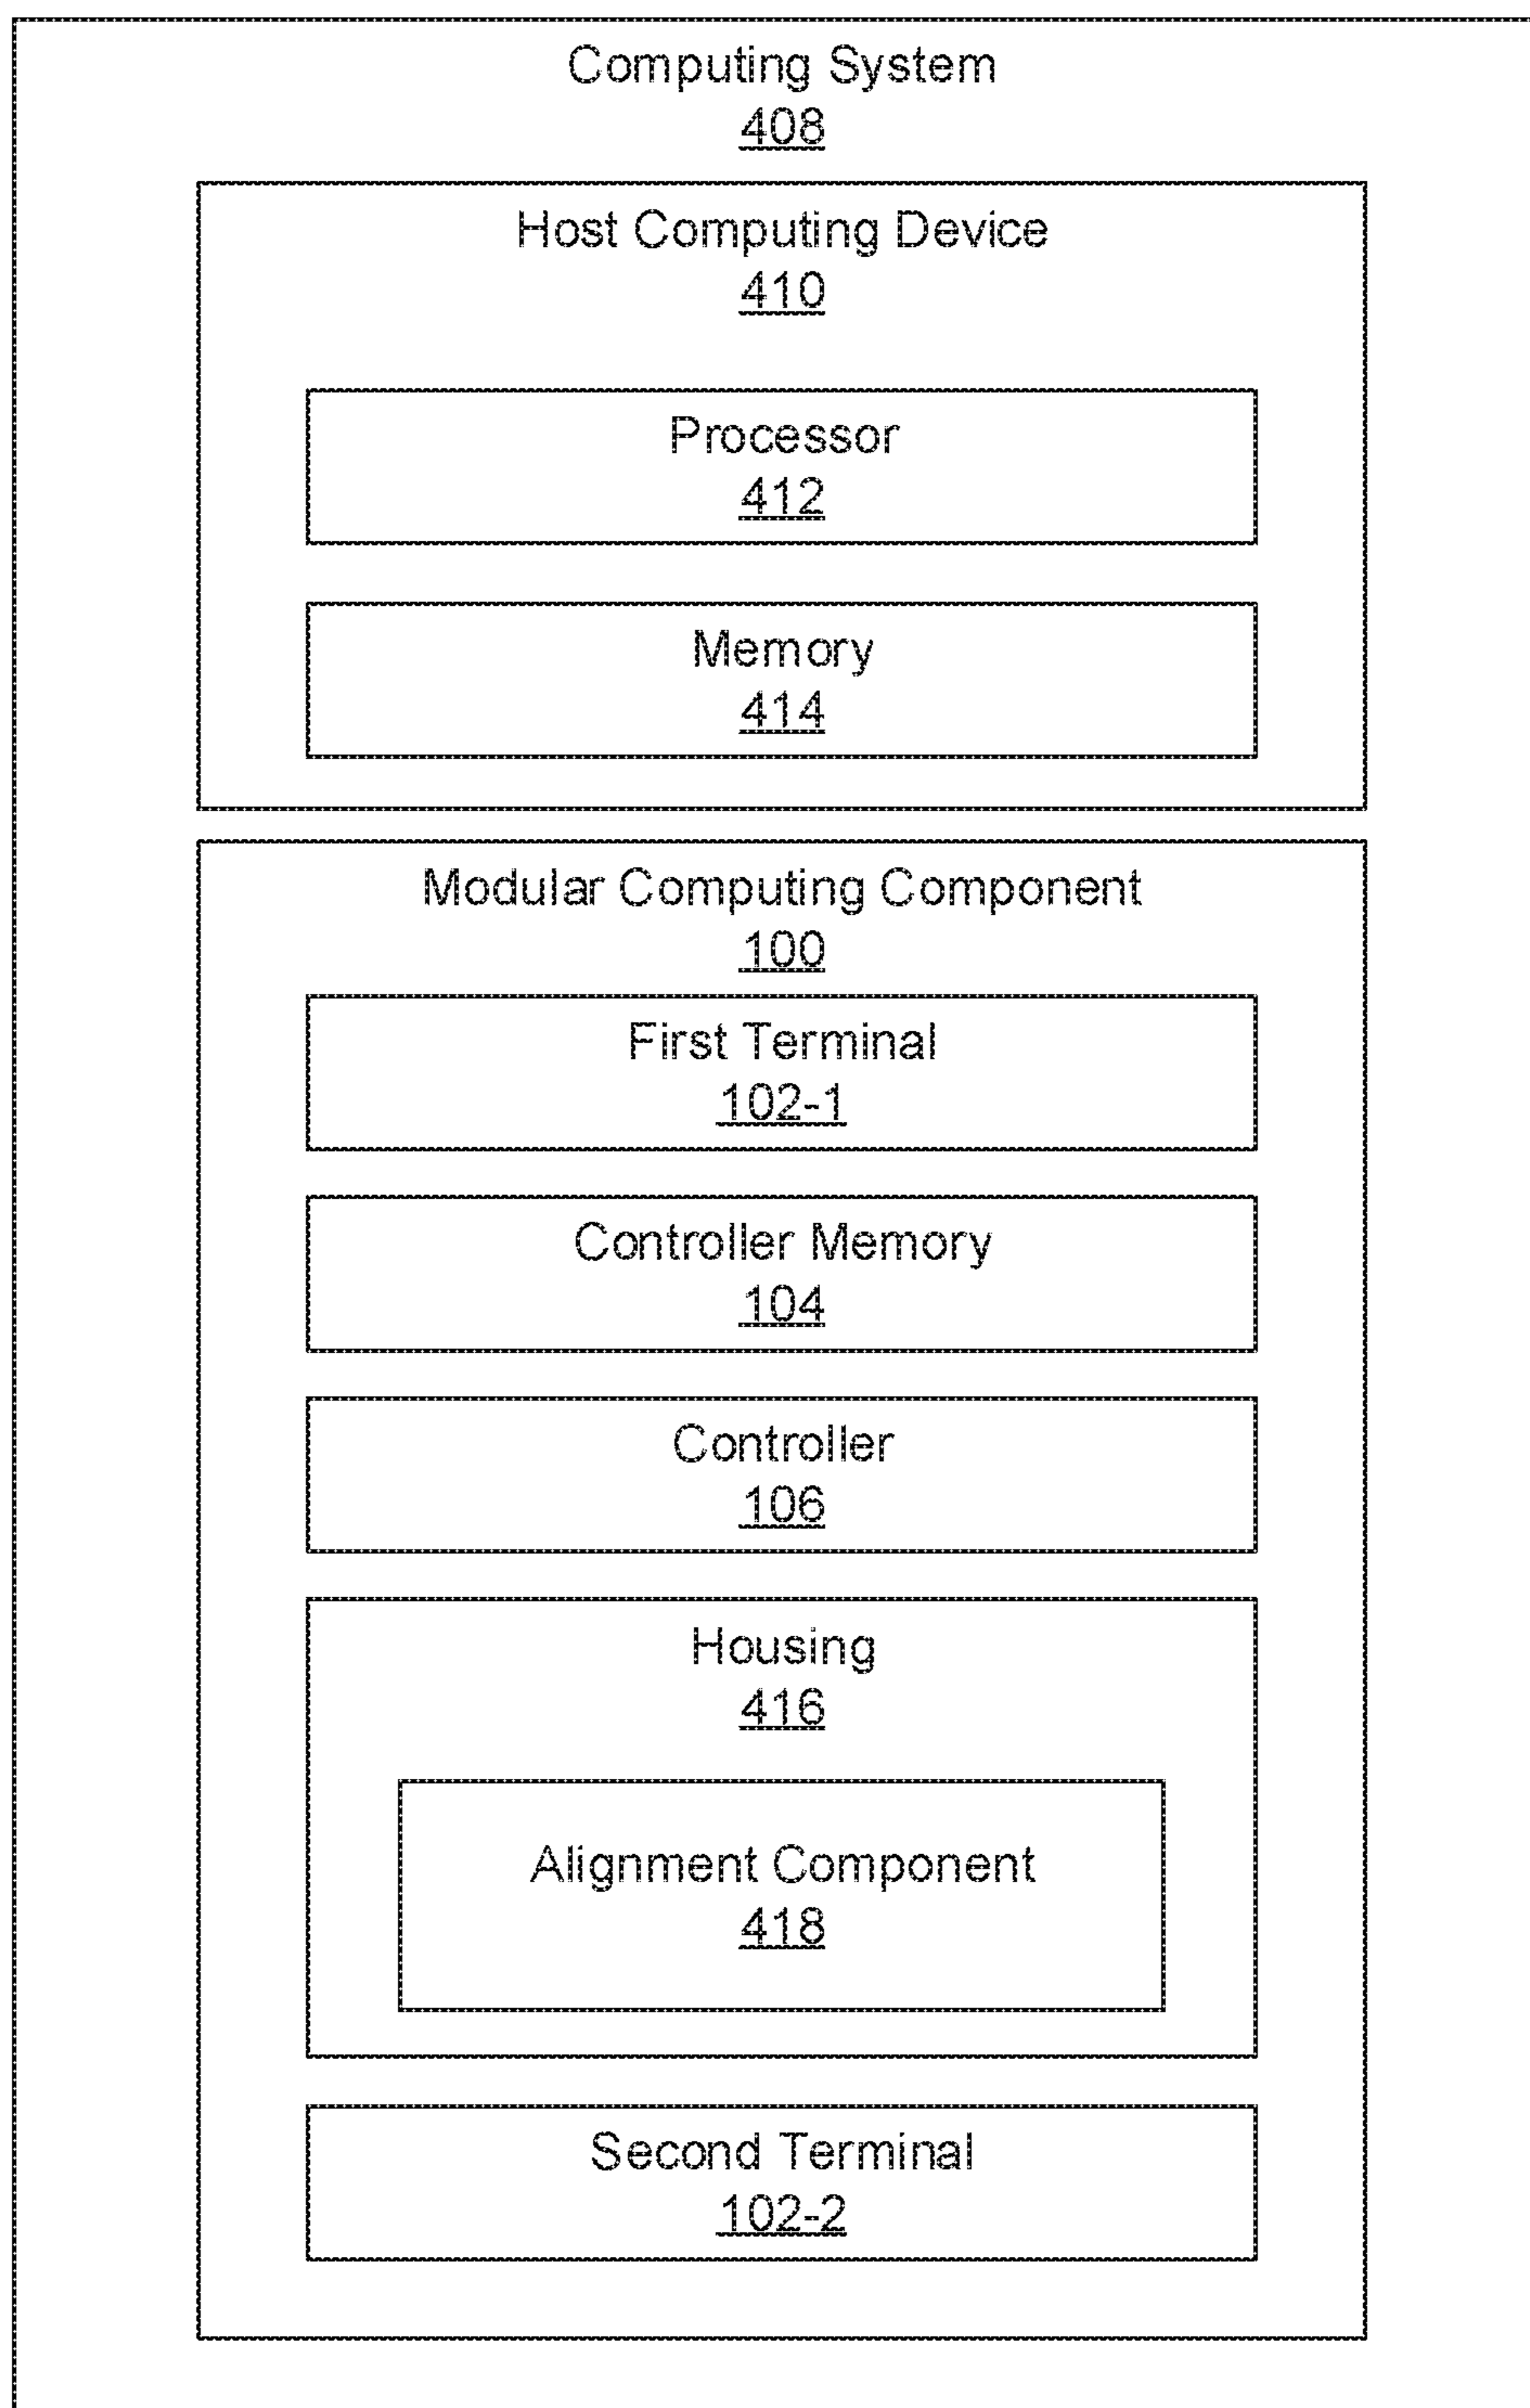 Computing System
408
Host Computing Device
410
Processor
412
Memory
414
Modular Computing Component
100
First Terminal
102-1
Controller Memory
104
Controller
106
Housing
416
Alignment Component
418
Second Terminal
102-2